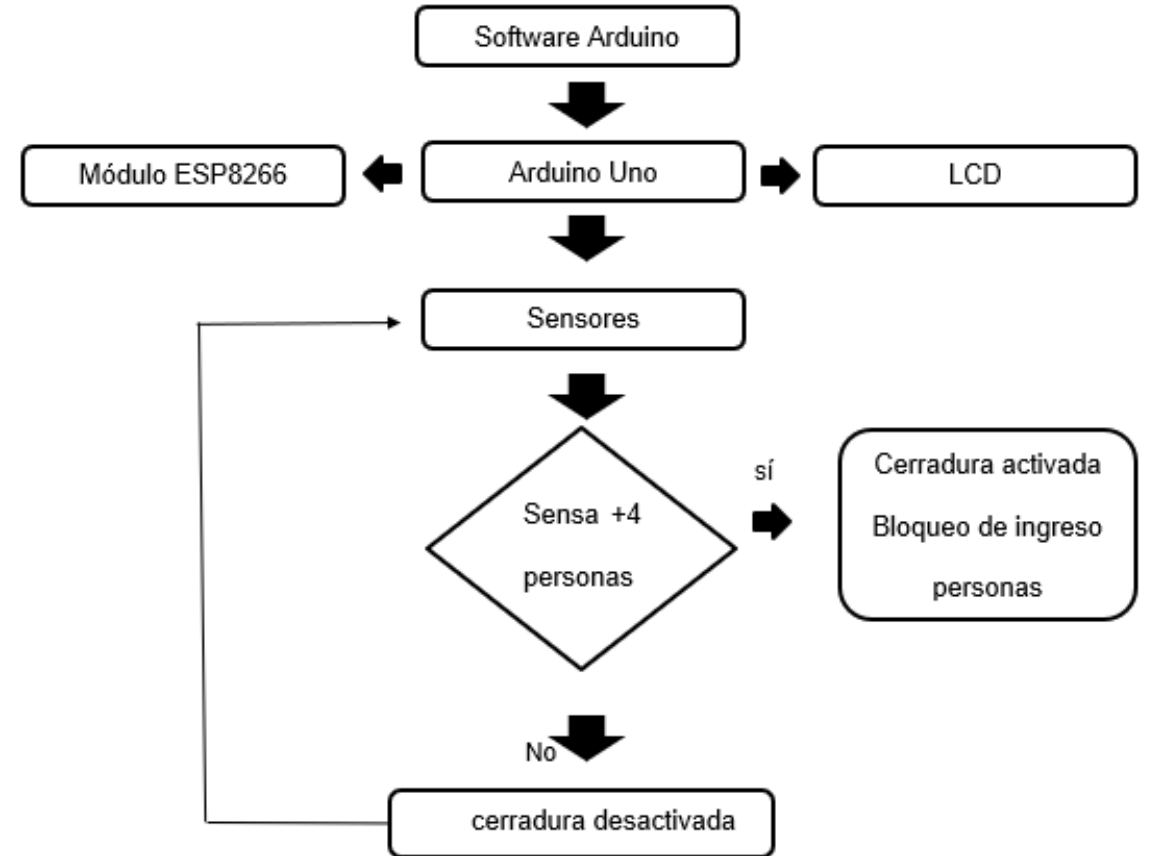 Software Arduino
Módulo ESP8266
Arduino Uno
LCD
Sensores
Sensa +4
personas
sí
Cerradura activada
Bloqueo de ingreso
personas
No
cerradura desactivada